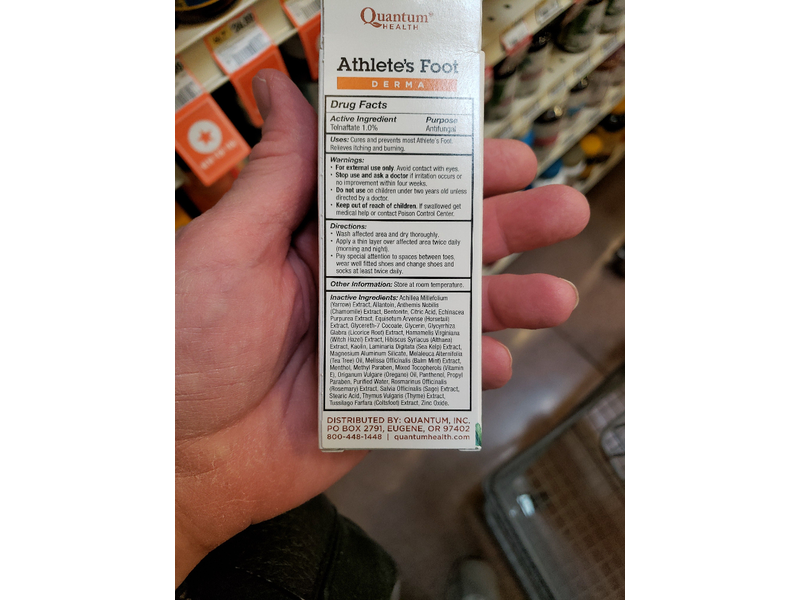 Quantum®
HEALTH
Athlete's Foot
DERMA
Drug Facts
Active Ingredient Purpose
Tolnaftate 1.0% Antifungal
Uses: Cures and prevents most Athlete's Foot
Relieves itching and burning.
Warnings:
• For external use only. Avoid contact with eyes.
• Stop use and ask a doctor if irritation occurs or
no improvement within four weeks.
• Do not use on children under two years old unless
directed by a doctor.
• Keep out of reach of children. If swallowed get
medical help or contact Poison Control Center.
Directions:
• Wash affected area and dry thoroughly.
• Apply a thin layer over affected area twice daily
(morning and night).
• Pay special attention to spaces between toes,
wear well fitted shoes and change shoes and
socks at least twice daily.
Other Information: Store at room temperature.
Inactive Ingredients: Achillea Millefolium
(Yarrow) Extract, Allantoin, Anthemis Nobilis
(Chamomile) Extract, Bentonite, Citric Acid, Echinacea
Purpurea Extract, Equisetum Arvense (Horsetail)
Extract, Glycereth-7 Cocoate, Glycerin, Glycyrrhiza
Glabra (Licorice Root) Extract, Hamamelis Virginiana
(Witch Hazel) Extract, Hibiscus Syriacus (Althaea)
Extract, Kaolin, Laminaria Digitata (Sea Kelp) Extract,
Magnesium Aluminum Silicate, Melaleuca Alternifolia
(Tea Tree) Oil, Melissa Officinalis (Balm Mint) Extract,
Menthol, Methyl Paraben, Mixed Tocopherols (Vitamin
E), Origanum Vulgare (Oregano) Oil, Panthenol, Propyl
Paraben, Purified Water, Rosmarinus Officinalis
(Rosemary) Extract, Salvia Officinalis (Sage) Extract,
Stearic Acid, Thymus Vulgaris (Thyme) Extract,
Tussilago Farfara (Coltsfoot) Extract, Zinc Oxide.
DISTRIBUTED BY: QUANTUM, INC.
PO BOX 2791, EUGENE, OR 97402
800-448-1448 | quantumhealth.com